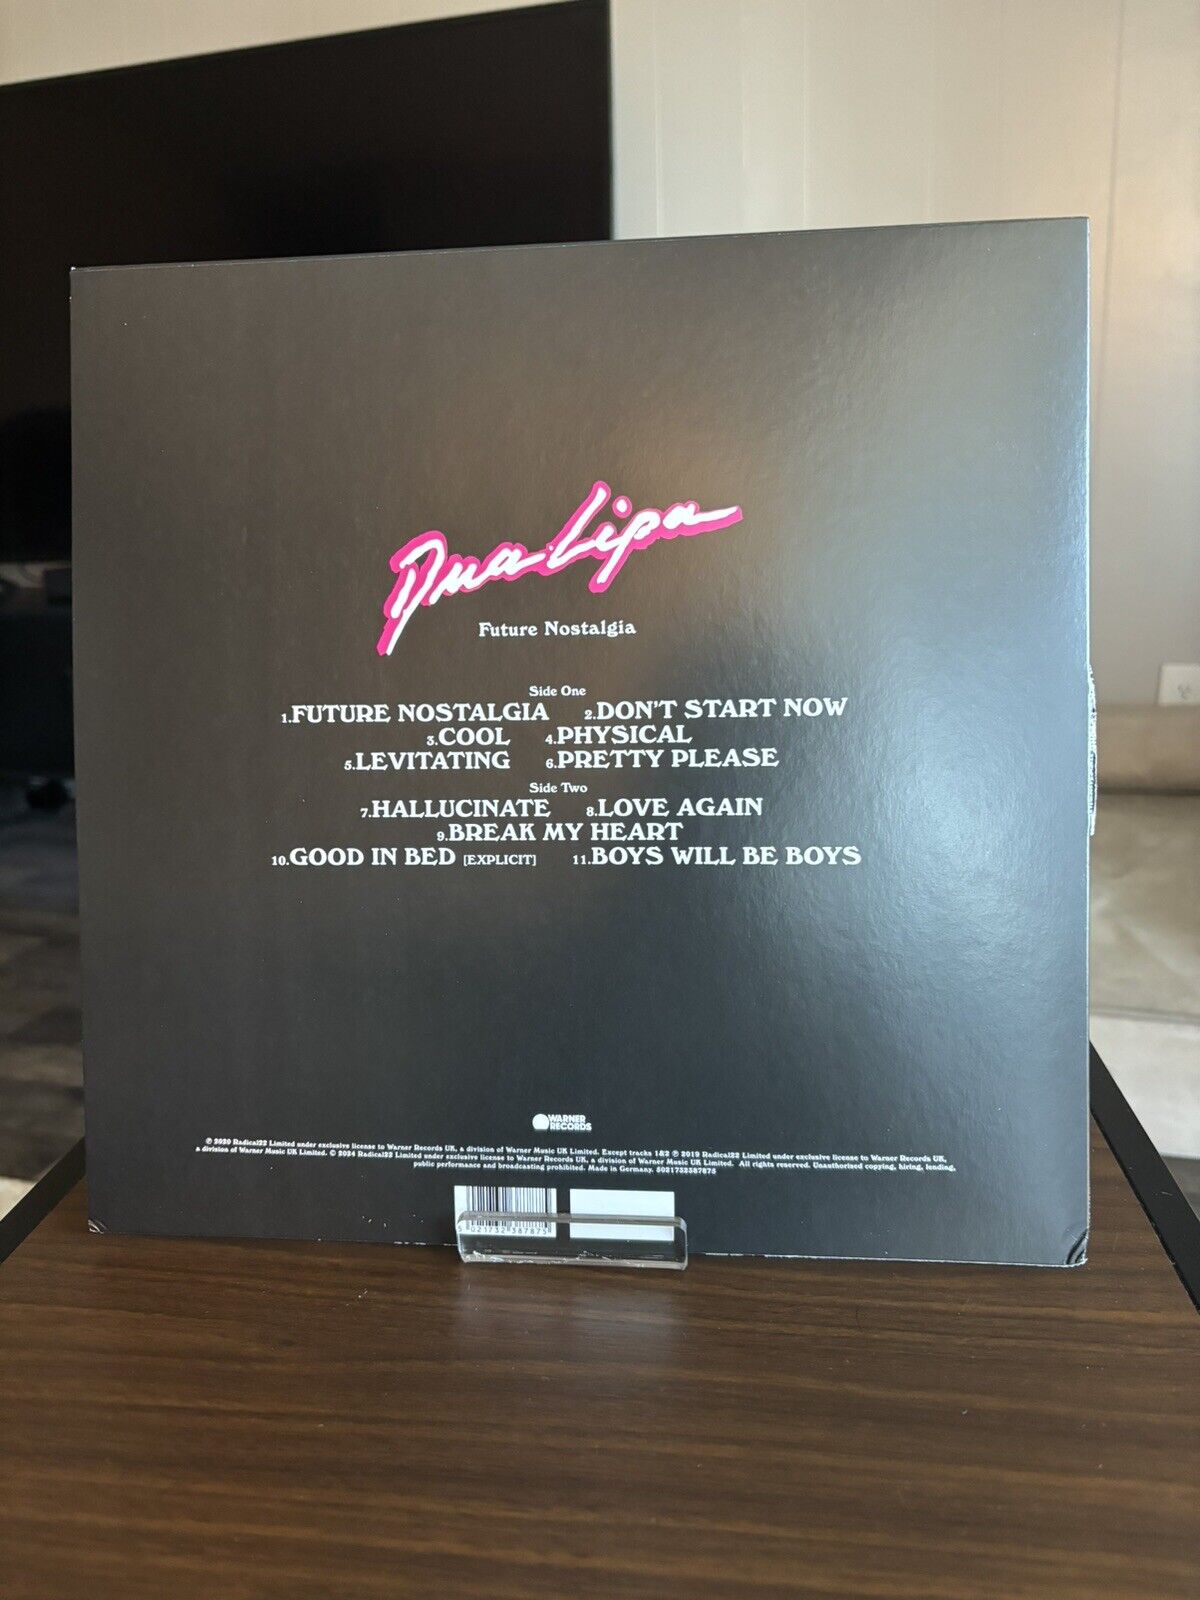 Dua Lipa
Future Nostalgia
Side One
1.FUTURE NOSTALGIA 2.DON'T START NOW
3.COOL 4.PHYSICAL
5.LEVITATING 6.PRETTY PLEASE
Side Two
7.HALLUCINATE 8.LOVE AGAIN
9.BREAK MY HEART
10.GOOD IN BED [EXPLICIT] 11.BOYS WILL BE BOYS
WARNER
RECORDS
℗ 2020 Radical22 Limited under exclusive license to Warner Records UK, a division of Warner Music UK Limited. Except tracks 1&2 ℗ 2019 Radical22 Limited under exclusive license to Warner Records UK,
a division of Warner Music UK Limited. © 2024 Radical22 Limited under exclusive license to Warner Records UK, a division of Warner Music UK Limited. All rights reserved. Unauthorised copying, hiring, lending,
public performance and broadcasting prohibited. Made in Germany. 5021732387875
5 021732 387875